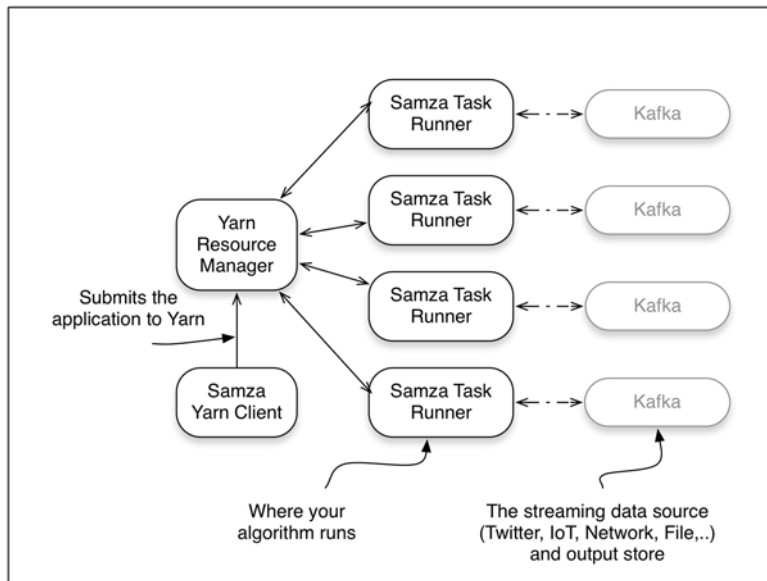 Samza Task
Runner
Kafka
Samza Task
Runner
Kafka
Yarn
Resource
Manager
Samza Task
Runner
Kafka
Submits the
application to Yarn
Samza
Yarn Client
Samza Task
Runner
Kafka
Where your
algorithm runs
The streaming data source
(Twitter, IoT, Network, File,..)
and output store